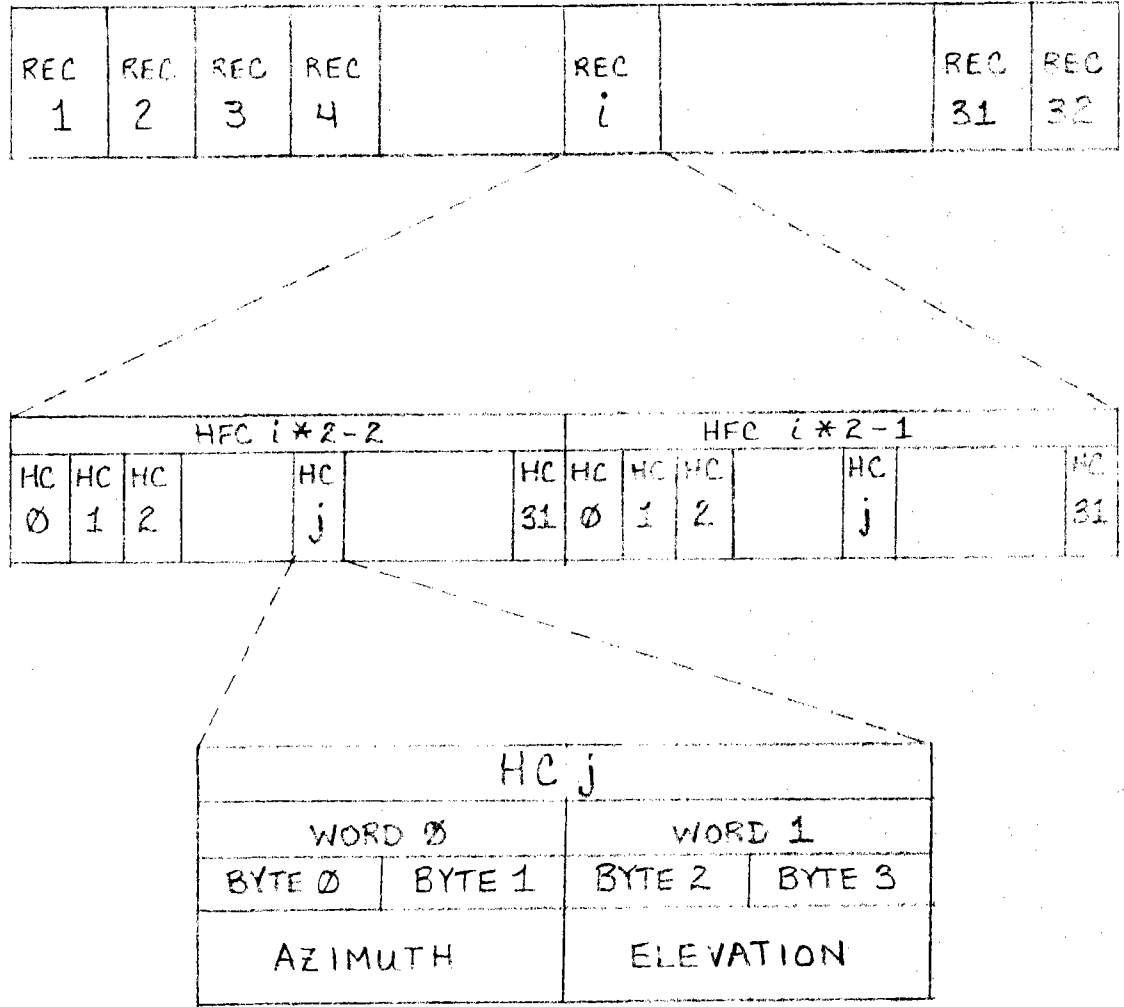 REC REC REC REC REC REC REC
1 2 3 4 i 31 32
HFC i*2-2 HFC i*2-1
HC HC HC HC HC HC HC HC HC HC
Ø 1 2 j 31 Ø 1 2 j 31
HC j
WORD Ø WORD 1
BYTE Ø BYTE 1 BYTE 2 BYTE 3
AZIMUTH ELEVATION